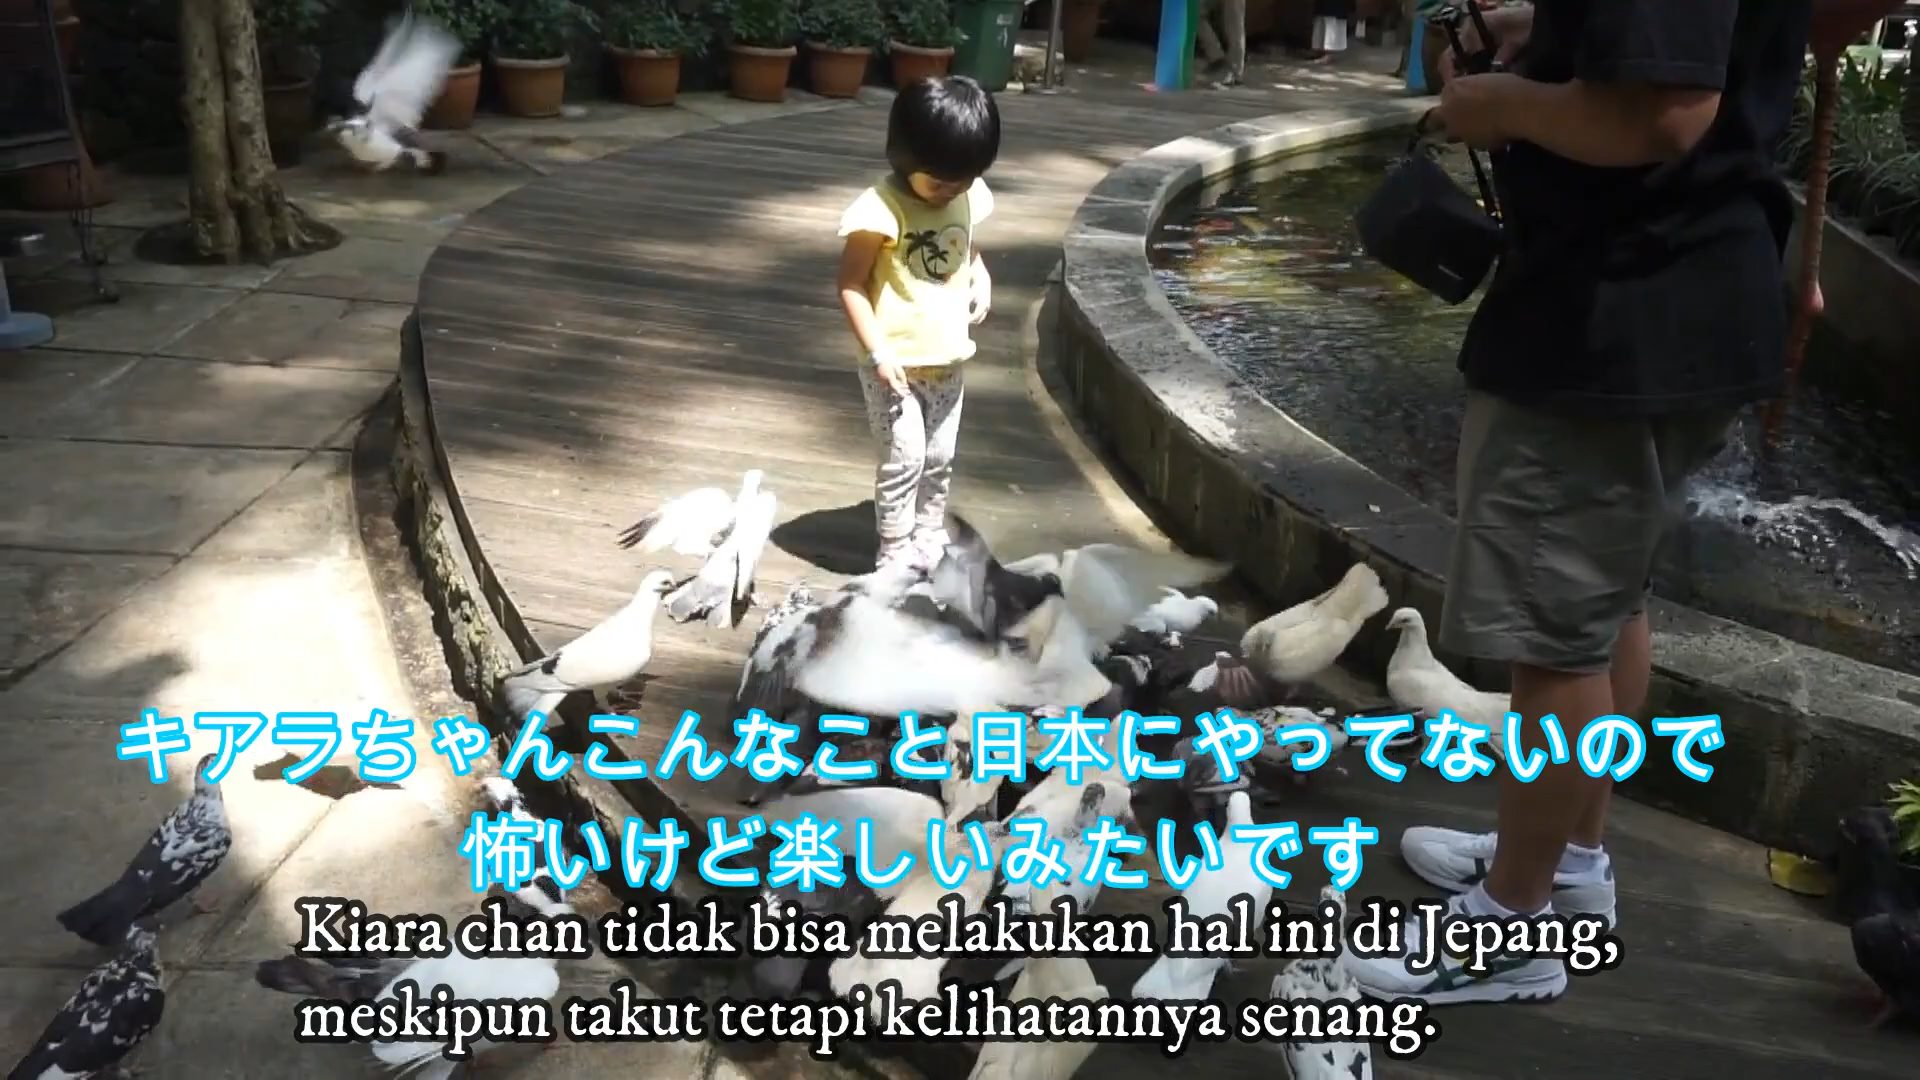 キアラちゃんこんなこと日本にやってないので
怖いけど楽しいみたいです
Kiara chan tidak bisa melakukan hal ini di Jepang,
meskipun takut tetapi kelihatannya senang.